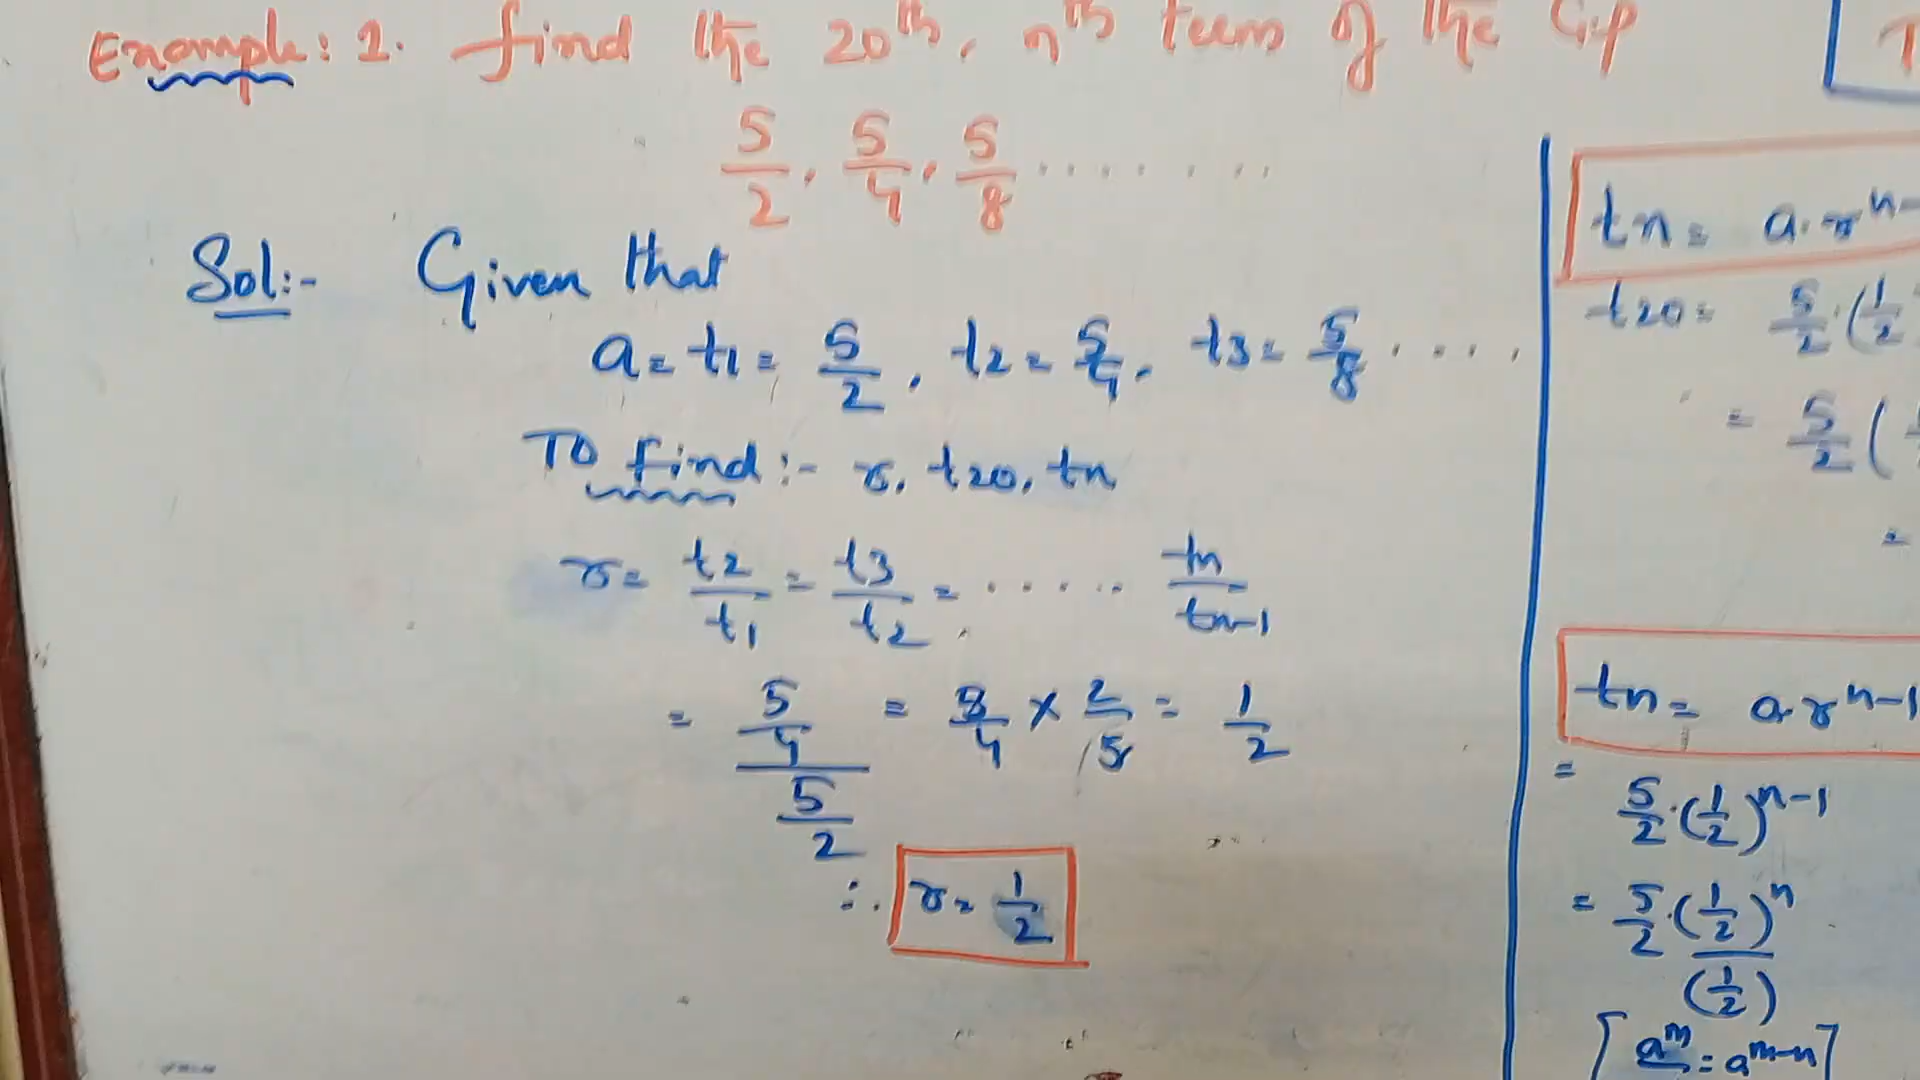 Example: 1. find the 20th, nth term of the G.P
5/2, 5/4, 5/8 ........
Sol:- Given that
a = t1 = 5/2, t2 = 5/4, t3 = 5/8 ....
To find :- r, t20, tn
r = t2/t1 = t3/t2 = ...... tn/tn-1
= 5/4 / 5/2 = 5/4 × 2/5 = 1/2
∴ r = 1/2
tn = a. r^n-
t20 = 5/2 . (1/2
= 5/2 (
=
tn = a.r^n-1
= 5/2 . (1/2)^n-1
= 5/2 . (1/2)^n / (1/2)
[a^m = a^m-n]